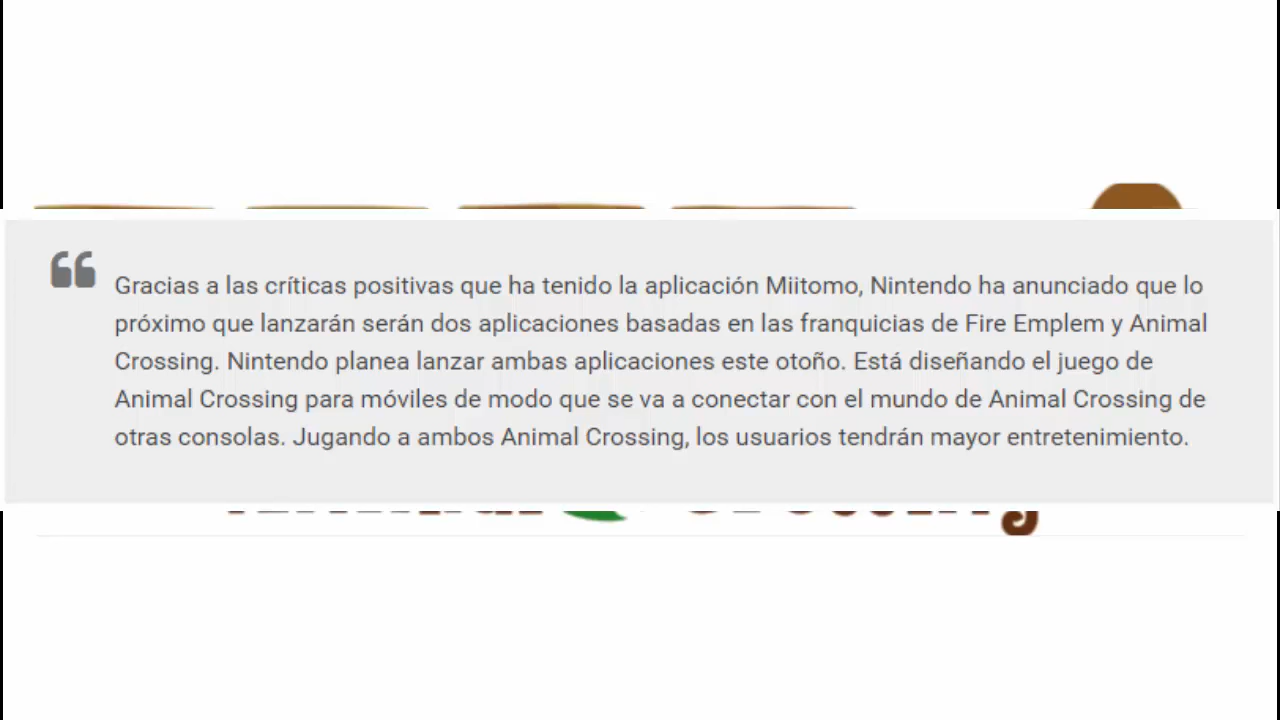 Gracias a las críticas positivas que ha tenido la aplicación Miitomo, Nintendo ha anunciado que lo
próximo que lanzarán serán dos aplicaciones basadas en las franquicias de Fire Emplem y Animal
Crossing. Nintendo planea lanzar ambas aplicaciones este otoño. Está diseñando el juego de
Animal Crossing para móviles de modo que se va a conectar con el mundo de Animal Crossing de
otras consolas. Jugando a ambos Animal Crossing, los usuarios tendrán mayor entretenimiento.